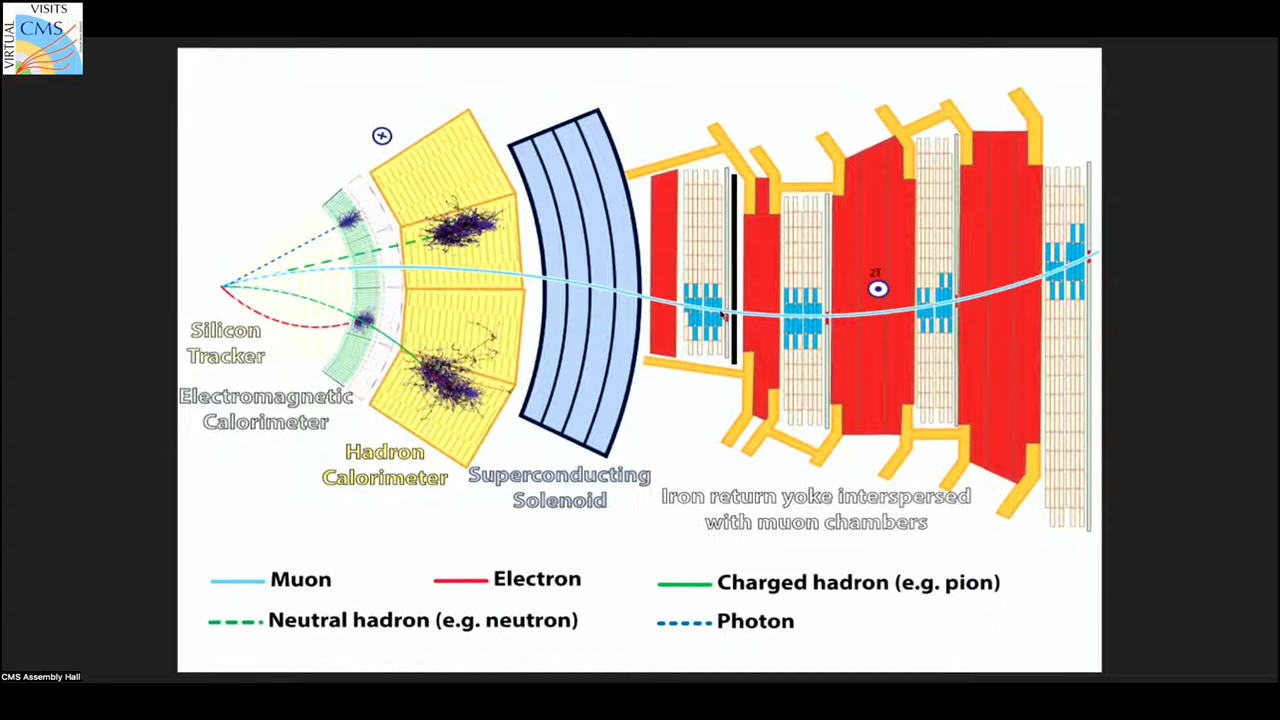 VISITS
VIRTUAL
CMS
2T
Silicon
Tracker
Electromagnetic
Calorimeter
Hadron
Calorimeter
Superconducting
Solenoid
Iron return yoke interspersed
with muon chambers
Muon
Electron
Charged hadron (e.g. pion)
Neutral hadron (e.g. neutron)
Photon
CMS Assembly Hall